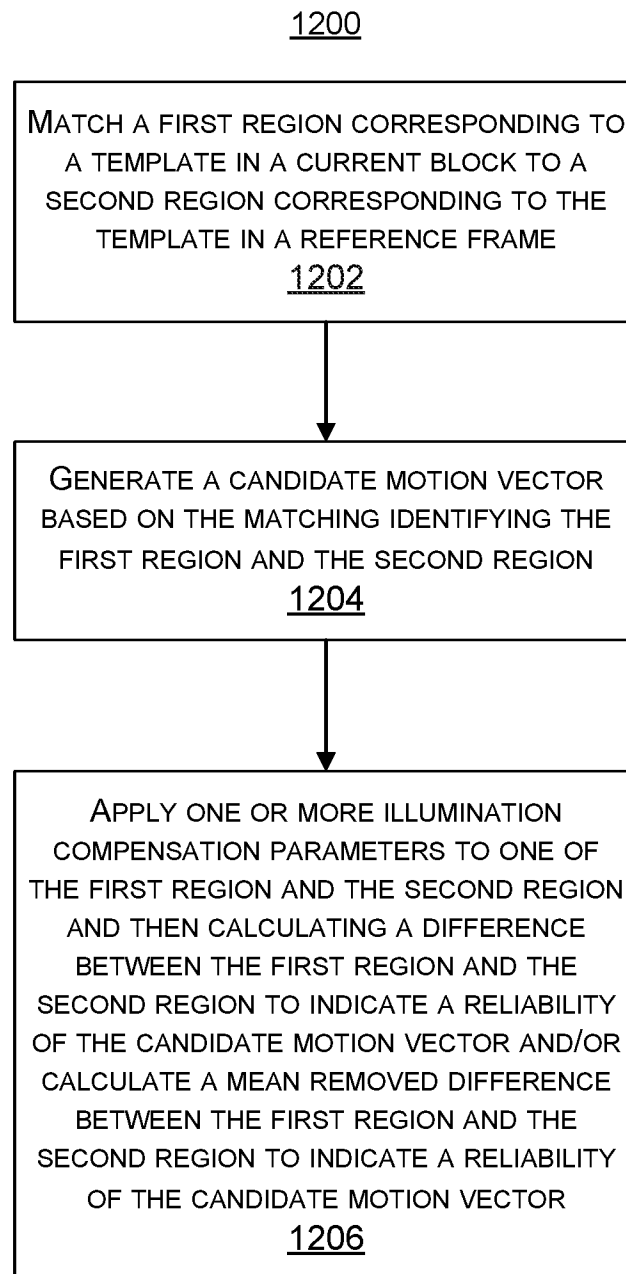 1200
MATCH A FIRST REGION CORRESPONDING TO
A TEMPLATE IN A CURRENT BLOCK TO A
SECOND REGION CORRESPONDING TO THE
TEMPLATE IN A REFERENCE FRAME
1202
GENERATE A CANDIDATE MOTION VECTOR
BASED ON THE MATCHING IDENTIFYING THE
FIRST REGION AND THE SECOND REGION
1204
APPLY ONE OR MORE ILLUMINATION
COMPENSATION PARAMETERS TO ONE OF
THE FIRST REGION AND THE SECOND REGION
AND THEN CALCULATING A DIFFERENCE
BETWEEN THE FIRST REGION AND THE
SECOND REGION TO INDICATE A RELIABILITY
OF THE CANDIDATE MOTION VECTOR AND/OR
CALCULATE A MEAN REMOVED DIFFERENCE
BETWEEN THE FIRST REGION AND THE
SECOND REGION TO INDICATE A RELIABILITY
OF THE CANDIDATE MOTION VECTOR
1206